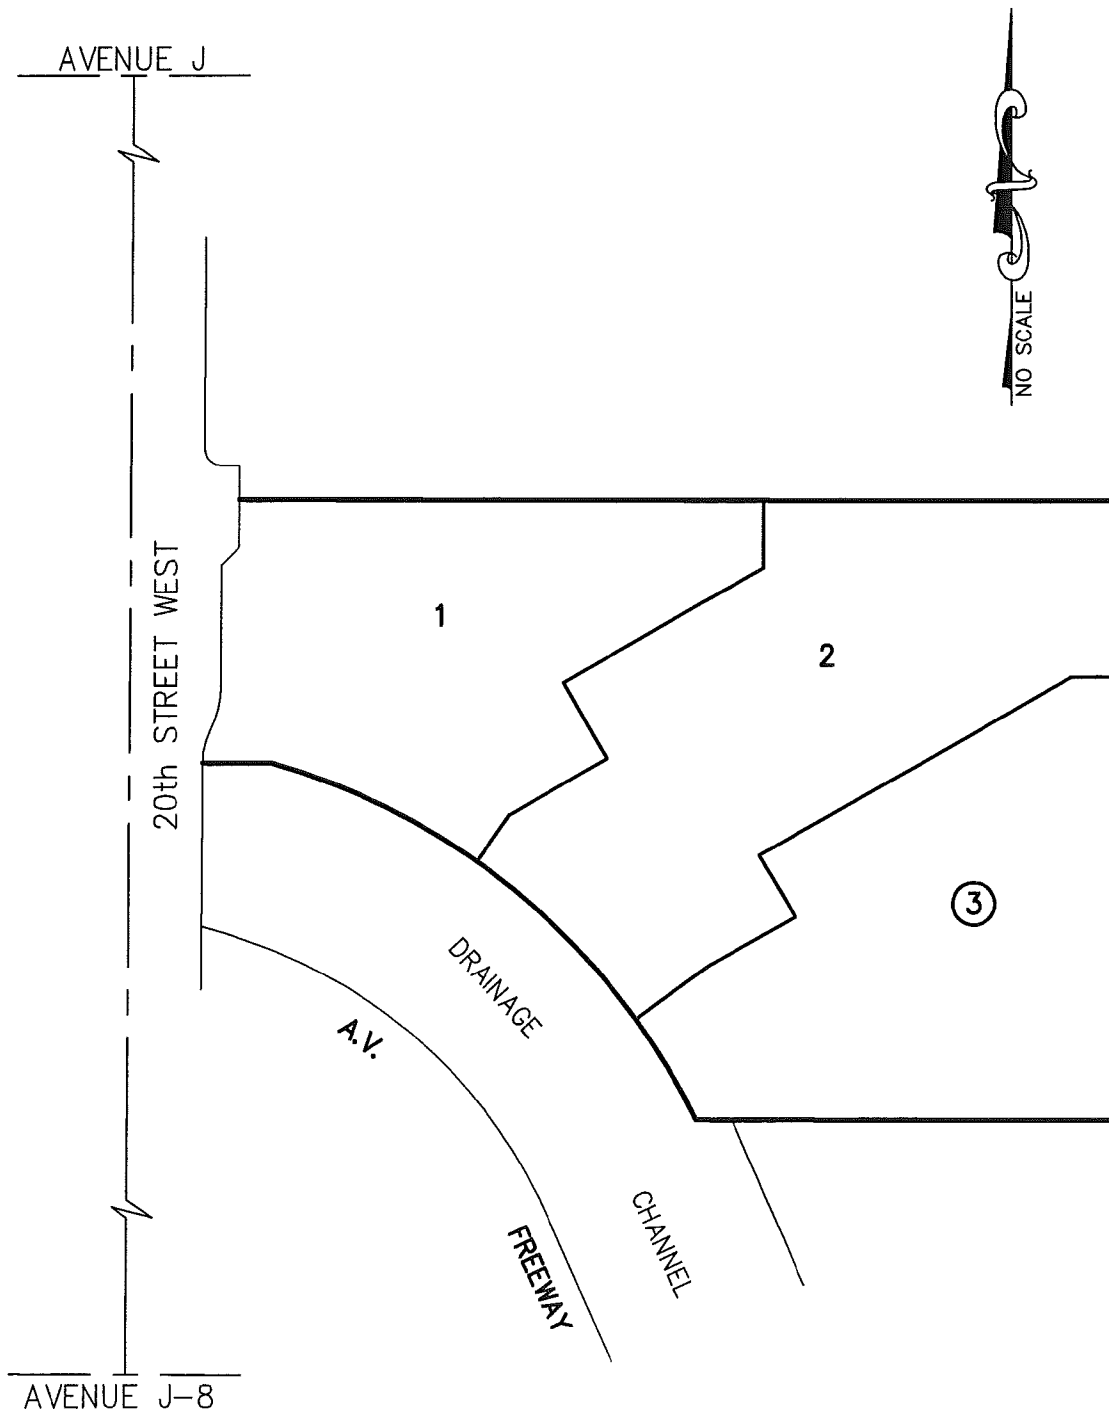 AVENUE J
NO SCALE
20th STREET WEST
1
2
3
DRAINAGE
A.V.
CHANNEL
FREEWAY
AVENUE J-8